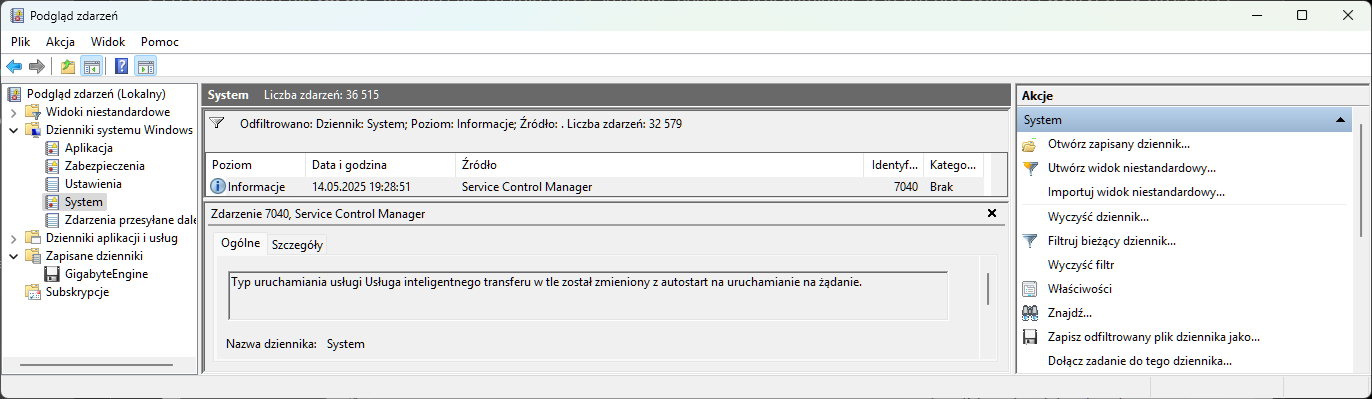 Podgląd zdarzeń
Plik Akcja Widok Pomoc
Podgląd zdarzeń (Lokalny)
Widoki niestandardowe
Dzienniki systemu Windows
Aplikacja
Zabezpieczenia
Ustawienia
System
Zdarzenia przesyłane dale
Dzienniki aplikacji i usług
Zapisane dzienniki
GigabyteEngine
Subskrypcje
System Liczba zdarzeń: 36 515
Odfiltrowano: Dziennik: System; Poziom: Informacje; Źródło: . Liczba zdarzeń: 32 579
Poziom Data i godzina Źródło Identyf... Katego...
Informacje 14.05.2025 19:28:51 Service Control Manager 7040 Brak
Zdarzenie 7040, Service Control Manager
Ogólne Szczegóły
Typ uruchamiania usługi Usługa inteligentnego transferu w tle został zmieniony z autostart na uruchamianie na żądanie.
Nazwa dziennika: System
Akcje
System
Otwórz zapisany dziennik...
Utwórz widok niestandardowy...
Importuj widok niestandardowy...
Wyczyść dziennik...
Filtruj bieżący dziennik...
Wyczyść filtr
Właściwości
Znajdź...
Zapisz odfiltrowany plik dziennika jako...
Dołącz zadanie do tego dziennika...